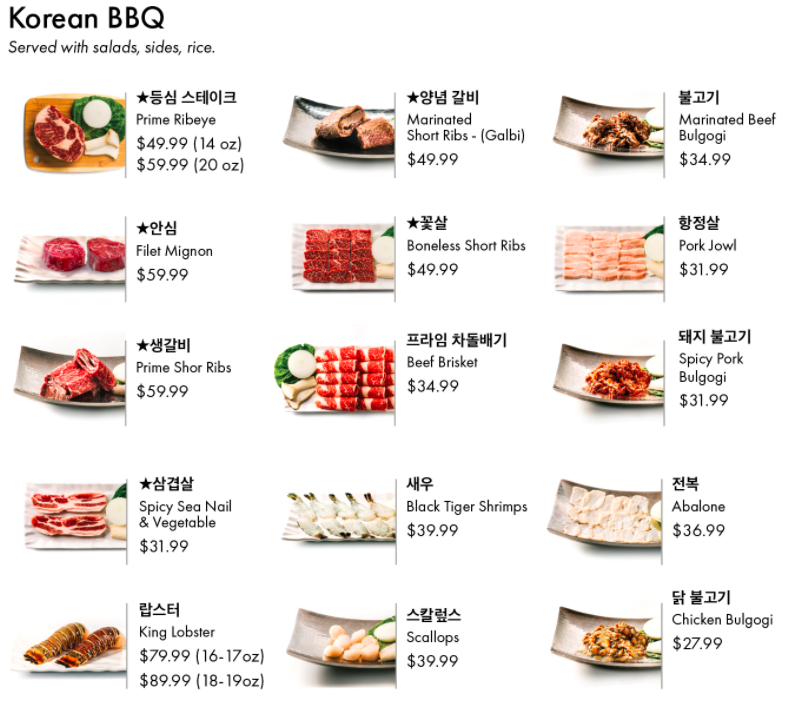 Korean BBQ
Served with salads, sides, rice.
★등심 스테이크
Prime Ribeye
$49.99 (14 oz)
$59.99 (20 oz)
★양념 갈비
Marinated
Short Ribs - (Galbi)
$49.99
불고기
Marinated Beef
Bulgogi
$34.99
★안심
Filet Mignon
$59.99
★꽃살
Boneless Short Ribs
$49.99
항정살
Pork Jowl
$31.99
★생갈비
Prime Shor Ribs
$59.99
프라임 차돌배기
Beef Brisket
$34.99
돼지 불고기
Spicy Pork
Bulgogi
$31.99
★삼겹살
Spicy Sea Nail
& Vegetable
$31.99
새우
Black Tiger Shrimps
$39.99
전복
Abalone
$36.99
랍스터
King Lobster
$79.99 (16-17oz)
$89.99 (18-19oz)
스칼렆스
Scallops
$39.99
닭 불고기
Chicken Bulgogi
$27.99